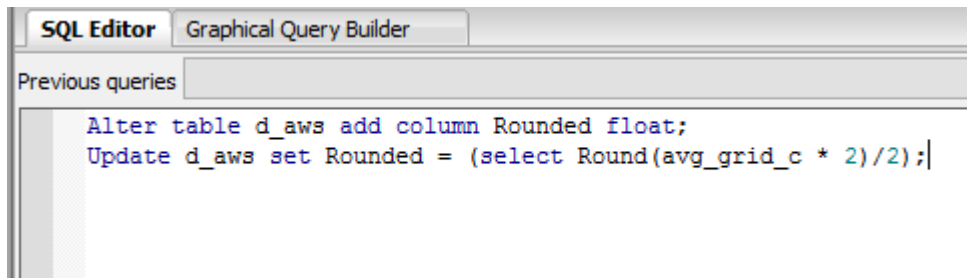 SQL Editor Graphical Query Builder
Previous queries
Alter table d_aws add column Rounded float;
Update d_aws set Rounded = (select Round(avg_grid_c * 2)/2);